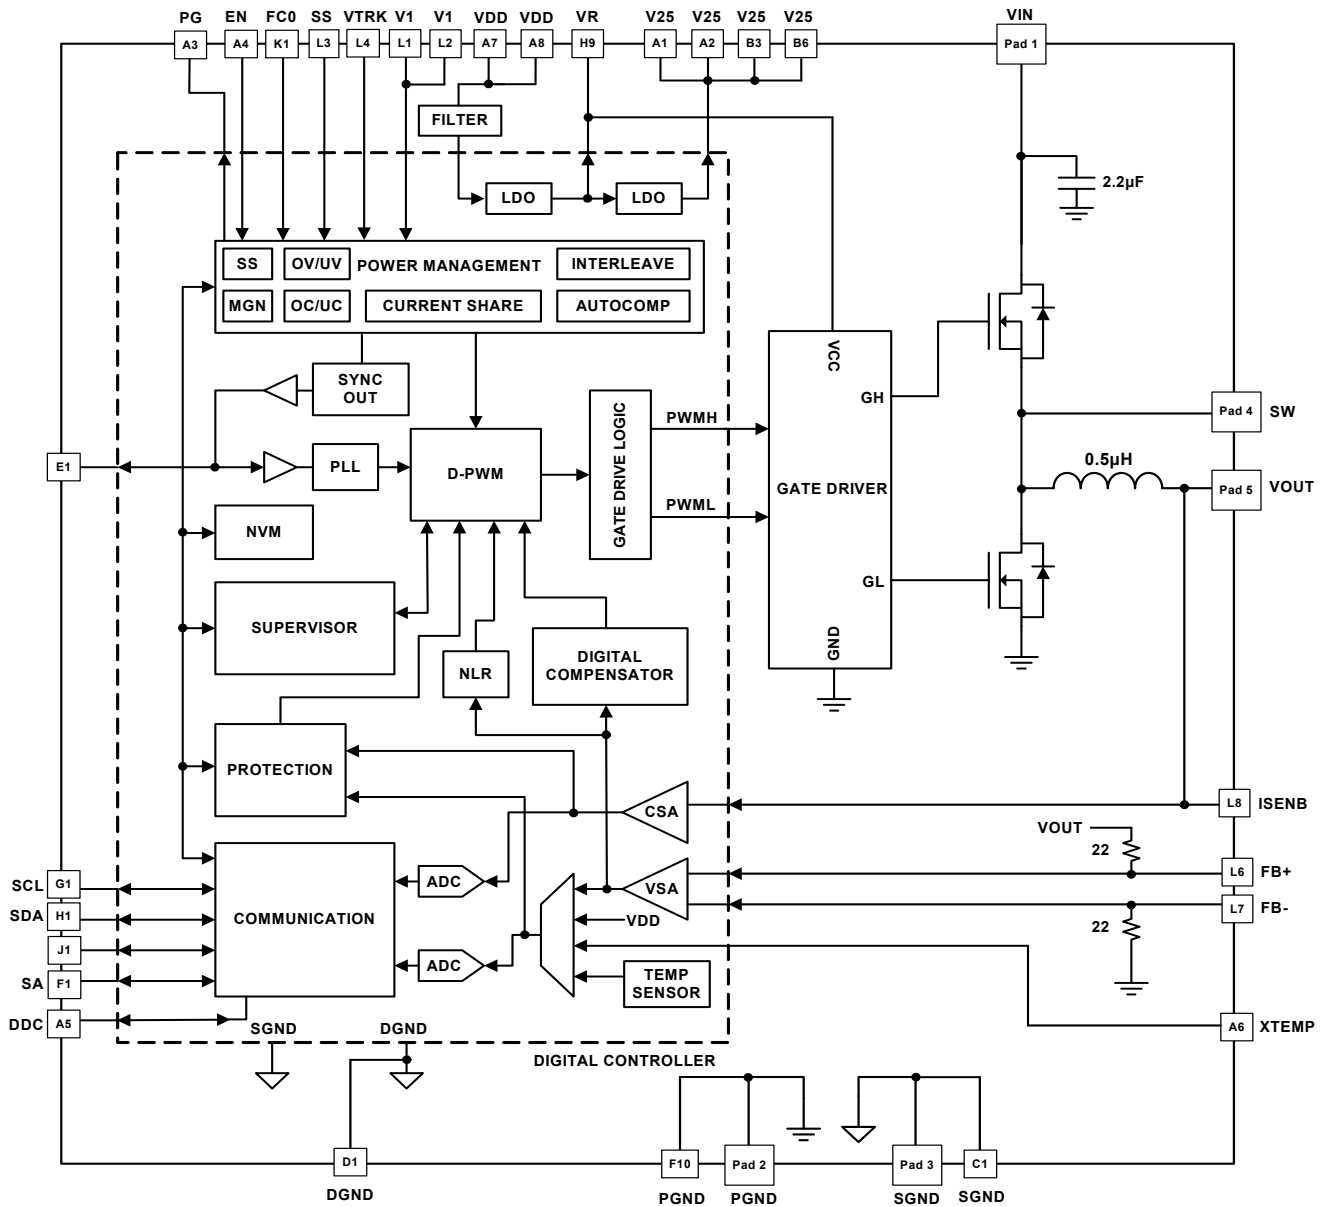 PG EN FC0 SS VTRK V1 V1 VDD VDD VR V25 V25 V25 V25 VIN
A3 A4 K1 L3 L4 L1 L2 A7 A8 H9 A1 A2 B3 B6 Pad 1
FILTER
LDO LDO
2.2µF
SS OV/UV POWER MANAGEMENT INTERLEAVE
MGN OC/UC CURRENT SHARE AUTOCOMP
SYNC
OUT
VCC
GH
Pad 4 SW
PWMH
GATE DRIVE LOGIC
E1
PLL
D-PWM
0.5µH
GATE DRIVER
Pad 5 VOUT
PWML
NVM
GL
SUPERVISOR
GND
NLR
DIGITAL
COMPENSATOR
PROTECTION
CSA
L8 ISENB
VOUT
22
L6 FB+
SCL G1
ADC
VSA
SDA H1
COMMUNICATION
VDD
L7 FB-
22
J1
SA F1
ADC
TEMP
SENSOR
DDC A5
SGND DGND
A6 XTEMP
DIGITAL CONTROLLER
D1 F10 Pad 2 Pad 3 C1
DGND PGND PGND SGND SGND